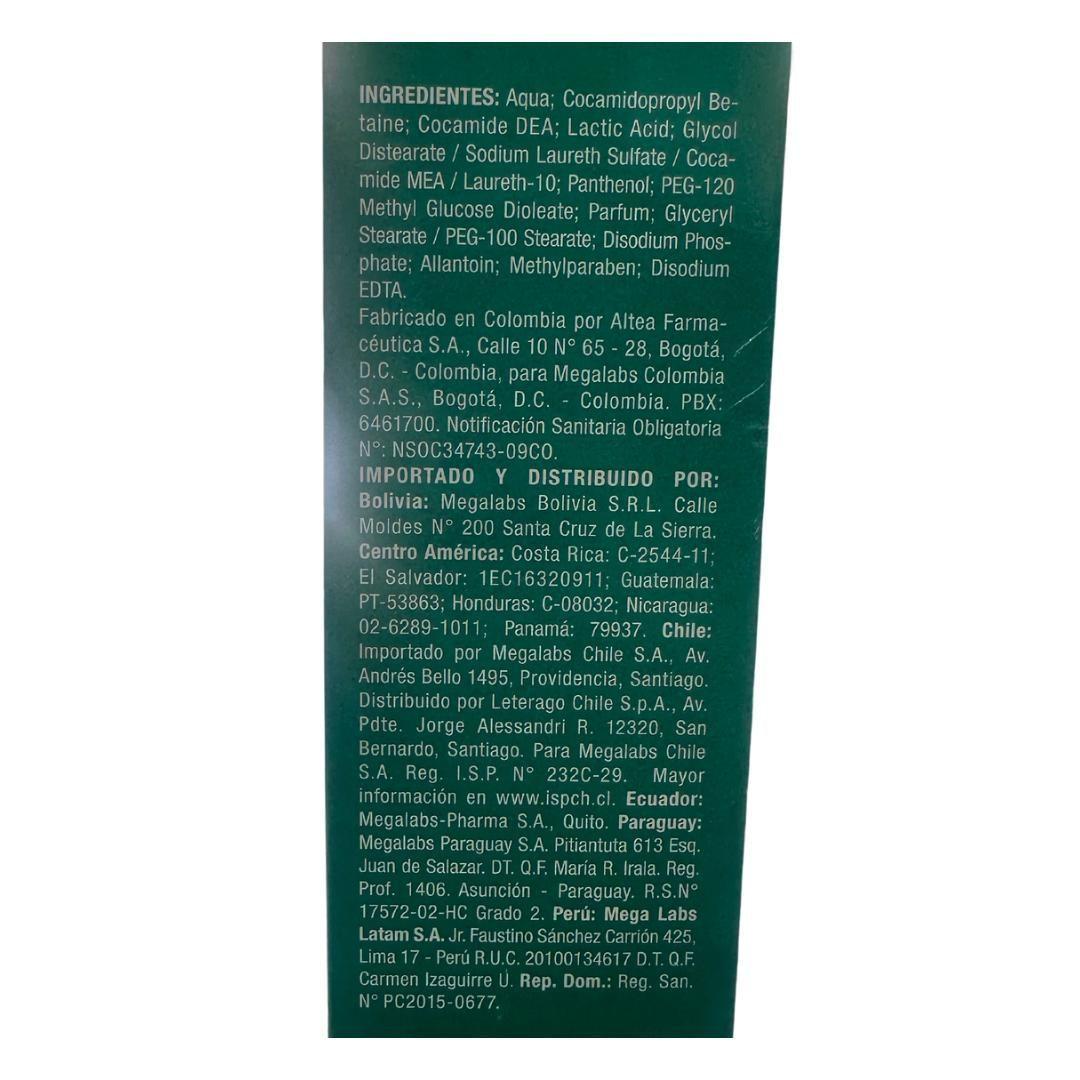 INGREDIENTES: Aqua; Cocamidopropyl Be-
taine; Cocamide DEA; Lactic Acid; Glycol
Distearate / Sodium Laureth Sulfate / Coca-
mide MEA / Laureth-10; Panthenol; PEG-120
Methyl Glucose Dioleate; Parfum; Glyceryl
Stearate / PEG-100 Stearate; Disodium Phos-
phate; Allantoin; Methylparaben; Disodium
EDTA.
Fabricado en Colombia por Altea Farma-
céutica S.A., Calle 10 N° 65 - 28, Bogotá,
D.C. - Colombia, para Megalabs Colombia
S.A.S., Bogotá, D.C. - Colombia. PBX:
6461700. Notificación Sanitaria Obligatoria
N°: NSOC34743-09CO.
IMPORTADO Y DISTRIBUIDO POR:
Bolivia: Megalabs Bolivia S.R.L. Calle
Moldes N° 200 Santa Cruz de La Sierra.
Centro América: Costa Rica: C-2544-11;
El Salvador: 1EC16320911; Guatemala:
PT-53863; Honduras: C-08032; Nicaragua:
02-6289-1011; Panamá: 79937. Chile:
Importado por Megalabs Chile S.A., Av.
Andrés Bello 1495, Providencia, Santiago.
Distribuido por Leterago Chile S.p.A., Av.
Pdte. Jorge Alessandri R. 12320, San
Bernardo, Santiago. Para Megalabs Chile
S.A. Reg. I.S.P. N° 232C-29. Mayor
información en www.ispch.cl. Ecuador:
Megalabs-Pharma S.A., Quito. Paraguay:
Megalabs Paraguay S.A. Pitiantuta 613 Esq.
Juan de Salazar. DT. Q.F. María R. Irala. Reg.
Prof. 1406. Asunción - Paraguay. R.S.N°
17572-02-HC Grado 2. Perú: Mega Labs
Latam S.A. Jr. Faustino Sánchez Carrión 425,
Lima 17 - Perú R.U.C. 20100134617 D.T. Q.F.
Carmen Izaguirre U. Rep. Dom.: Reg. San.
N° PC2015-0677.